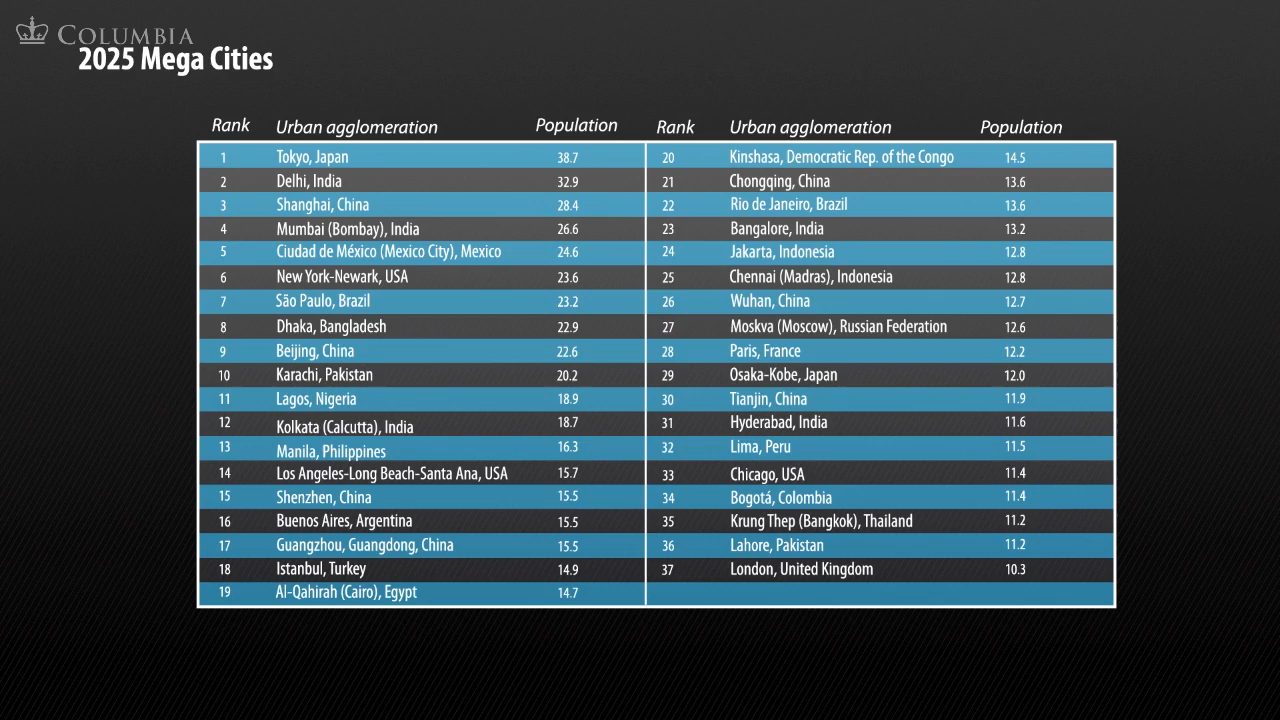 COLUMBIA
2025 Mega Cities
Rank Urban agglomeration Population Rank Urban agglomeration Population
1 Tokyo, Japan 38.7 20 Kinshasa, Democratic Rep. of the Congo 14.5
2 Delhi, India 32.9 21 Chongqing, China 13.6
3 Shanghai, China 28.4 22 Rio de Janeiro, Brazil 13.6
4 Mumbai (Bombay), India 26.6 23 Bangalore, India 13.2
5 Ciudad de México (Mexico City), Mexico 24.6 24 Jakarta, Indonesia 12.8
6 New York-Newark, USA 23.6 25 Chennai (Madras), Indonesia 12.8
7 São Paulo, Brazil 23.2 26 Wuhan, China 12.7
8 Dhaka, Bangladesh 22.9 27 Moskva (Moscow), Russian Federation 12.6
9 Beijing, China 22.6 28 Paris, France 12.2
10 Karachi, Pakistan 20.2 29 Osaka-Kobe, Japan 12.0
11 Lagos, Nigeria 18.9 30 Tianjin, China 11.9
12 Kolkata (Calcutta), India 18.7 31 Hyderabad, India 11.6
13 Manila, Philippines 16.3 32 Lima, Peru 11.5
14 Los Angeles-Long Beach-Santa Ana, USA 15.7 33 Chicago, USA 11.4
15 Shenzhen, China 15.5 34 Bogotá, Colombia 11.4
16 Buenos Aires, Argentina 15.5 35 Krung Thep (Bangkok), Thailand 11.2
17 Guangzhou, Guangdong, China 15.5 36 Lahore, Pakistan 11.2
18 Istanbul, Turkey 14.9 37 London, United Kingdom 10.3
19 Al-Qahirah (Cairo), Egypt 14.7